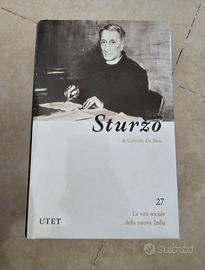 Sturzo
di Gabriele De Rosa
27
La vita sociale
della nuova Italia
UTET
subito